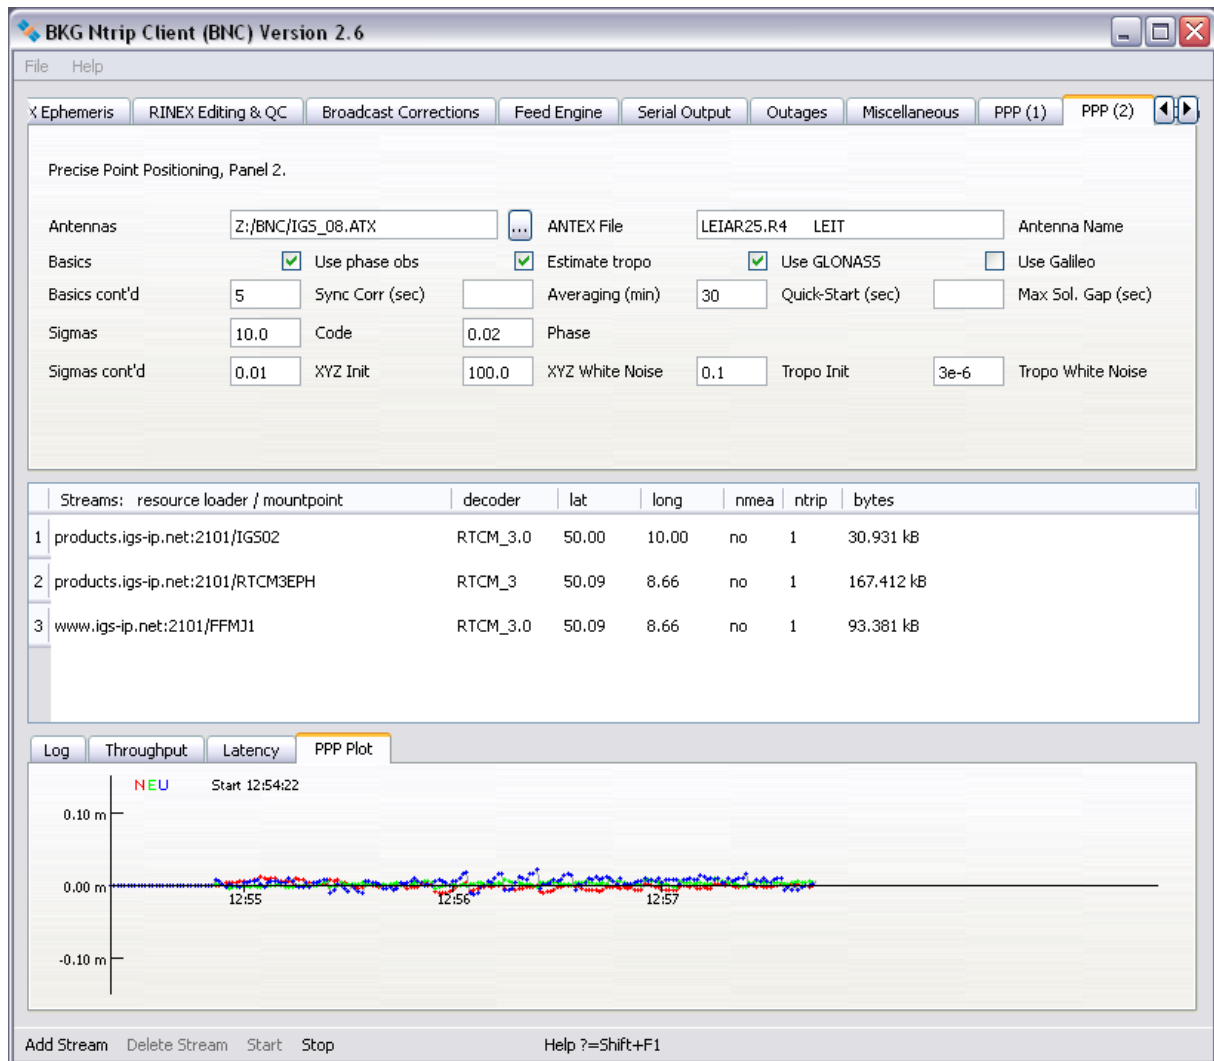 BKG Ntrip Client (BNC) Version 2.6
File Help
X Ephemeris RINEX Editing & QC Broadcast Corrections Feed Engine Serial Output Outages Miscellaneous PPP (1) PPP (2)
Precise Point Positioning, Panel 2.
Antennas Z:/BNC/IGS_08.ATX ... ANTEX File LEIAR25.R4 LEIT Antenna Name
Basics Use phase obs Estimate tropo Use GLONASS Use Galileo
Basics cont'd 5 Sync Corr (sec) Averaging (min) 30 Quick-Start (sec) Max Sol. Gap (sec)
Sigmas 10.0 Code 0.02 Phase
Sigmas cont'd 0.01 XYZ Init 100.0 XYZ White Noise 0.1 Tropo Init 3e-6 Tropo White Noise
Streams: resource loader / mountpoint decoder lat long nmea ntrip bytes
1 products.igs-ip.net:2101/IGS02 RTCM_3.0 50.00 10.00 no 1 30.931 kB
2 products.igs-ip.net:2101/RTCM3EPH RTCM_3 50.09 8.66 no 1 167.412 kB
3 www.igs-ip.net:2101/FFMJ1 RTCM_3.0 50.09 8.66 no 1 93.381 kB
Log Throughput Latency PPP Plot
NEU Start 12:54:22
0.10 m
0.00 m
12:55 12:56 12:57
-0.10 m
Add Stream Delete Stream Start Stop Help ?=Shift+F1